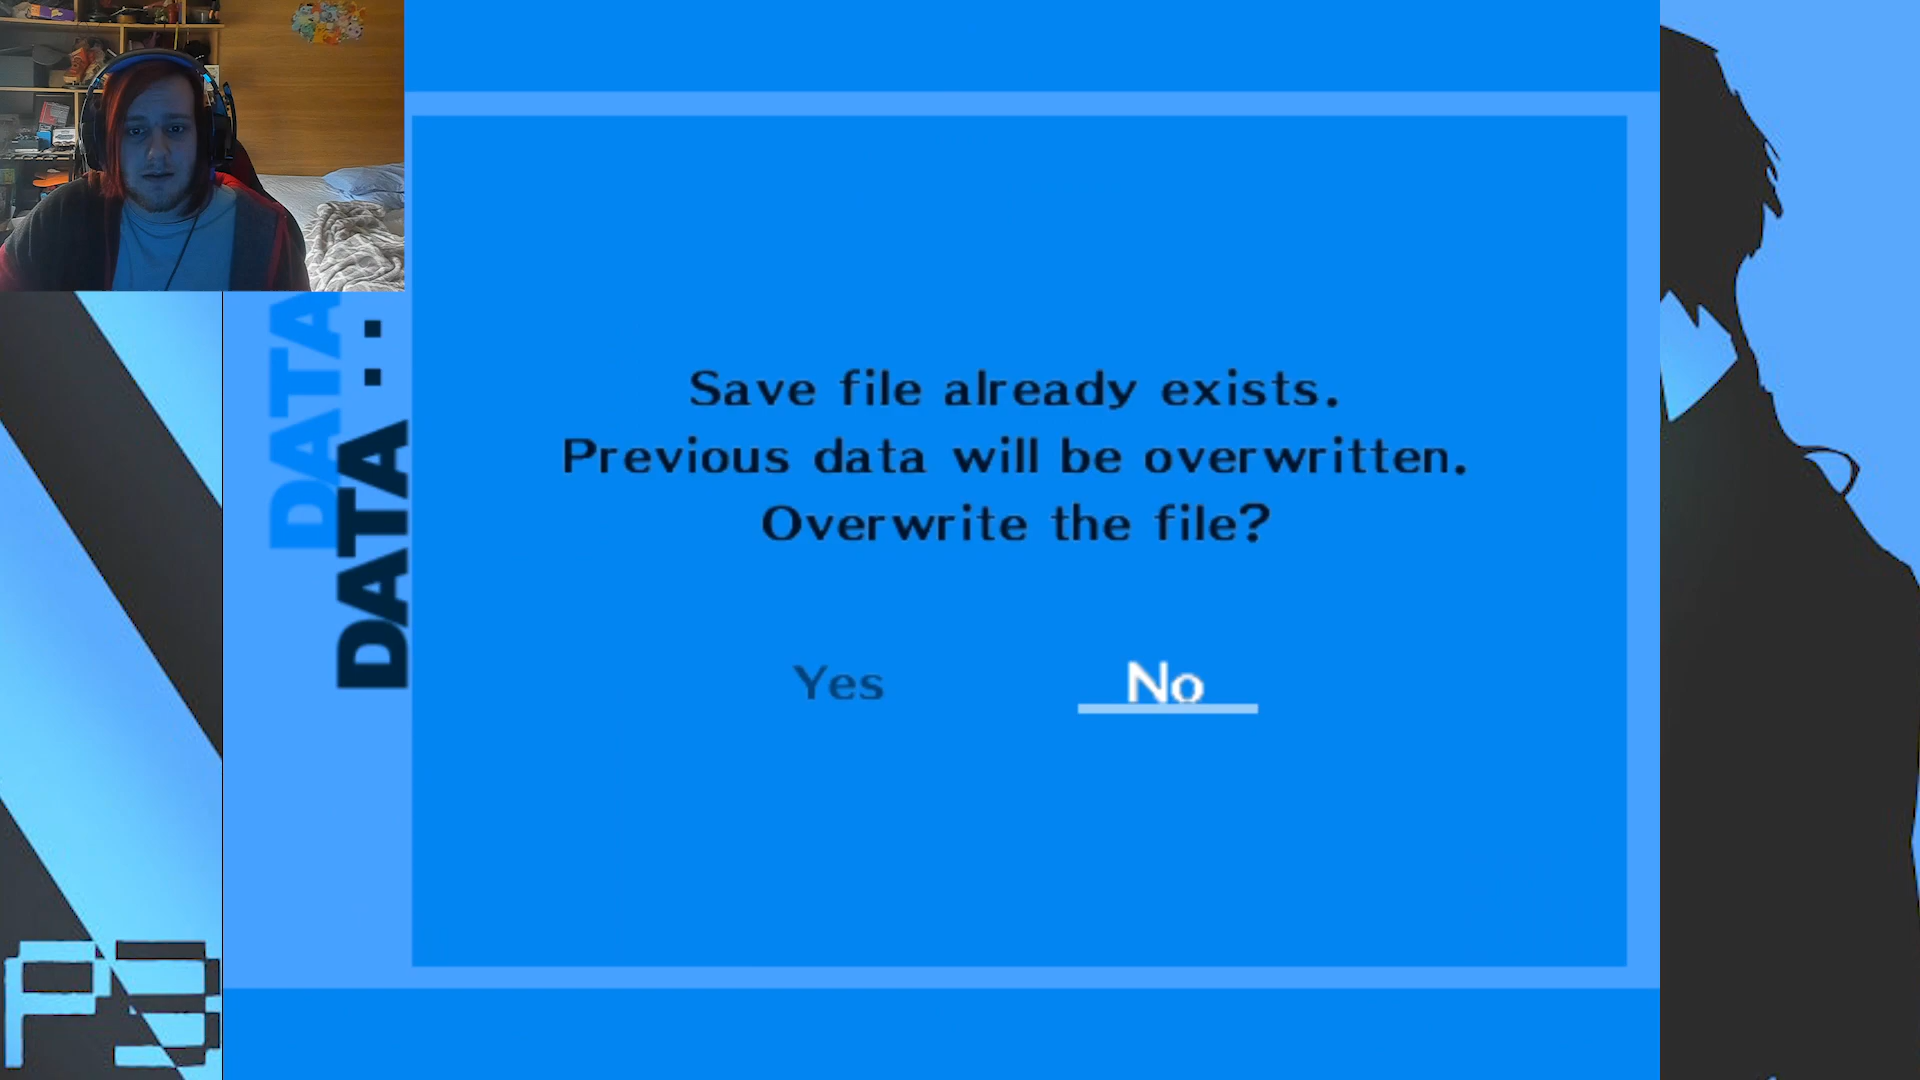 DATA
DATA . .
Save file already exists.
Previous data will be overwritten.
Overwrite the file?
Yes No
P3